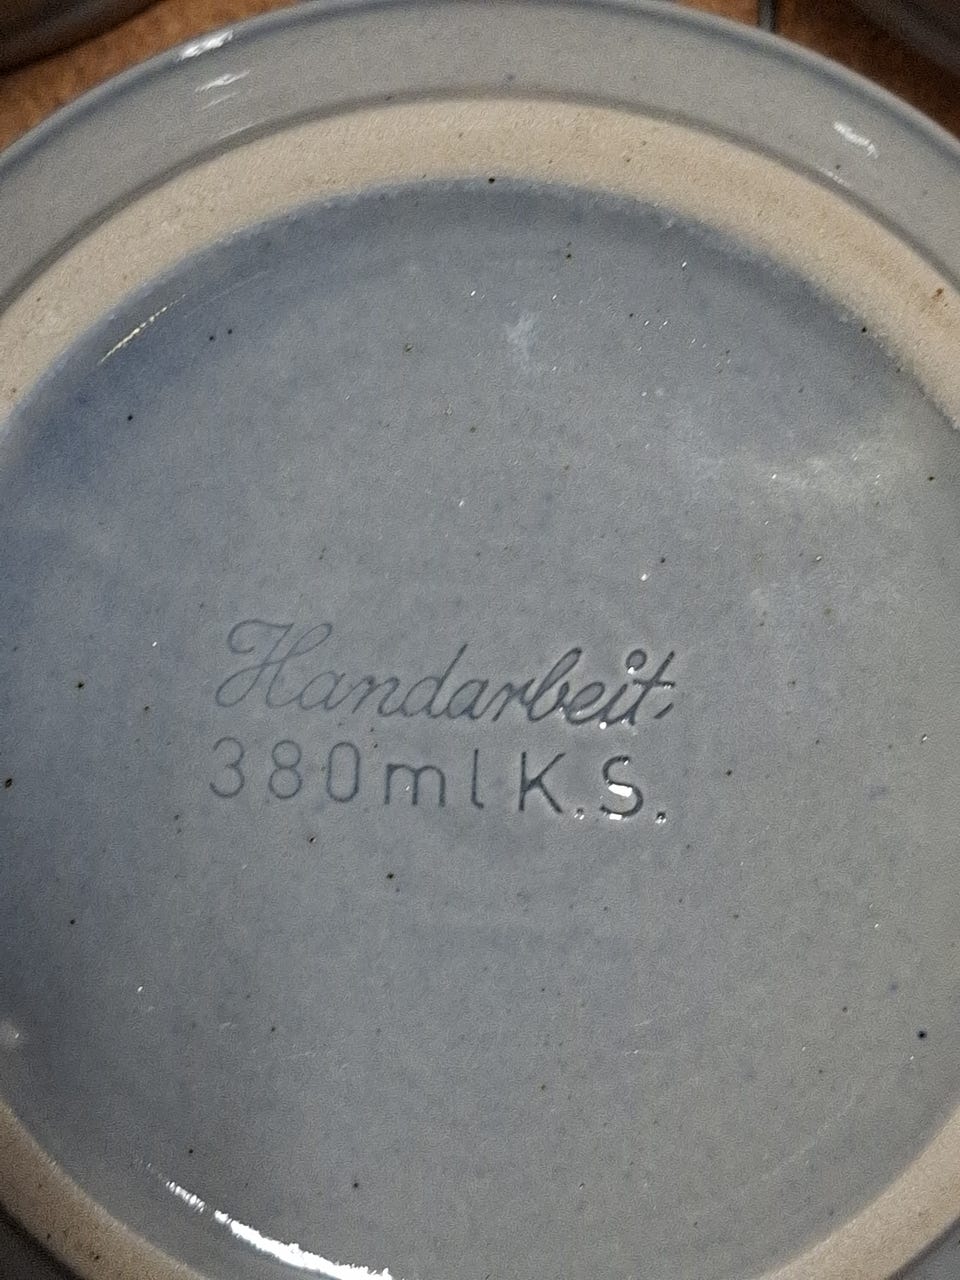 Handarbeit,
380ml K.S.